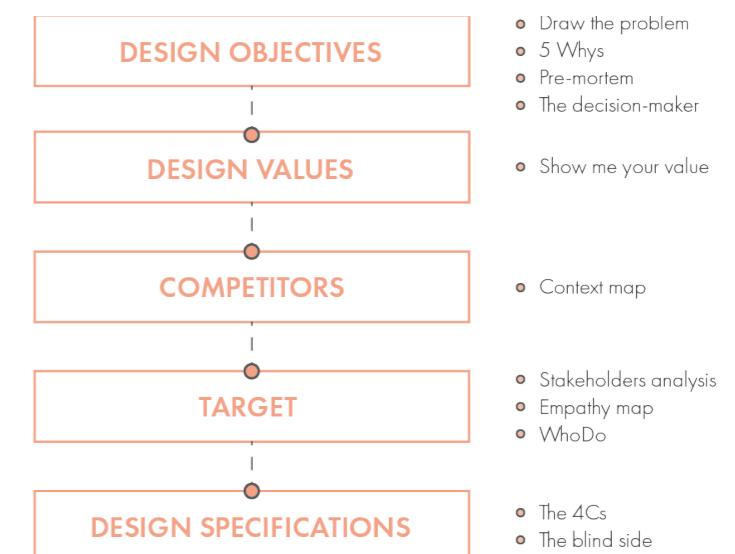 DESIGN OBJECTIVES
Draw the problem
5 Whys
Pre-mortem
The decision-maker
DESIGN VALUES
Show me your value
COMPETITORS
Context map
TARGET
Stakeholders analysis
Empathy map
WhoDo
DESIGN SPECIFICATIONS
The 4Cs
The blind side